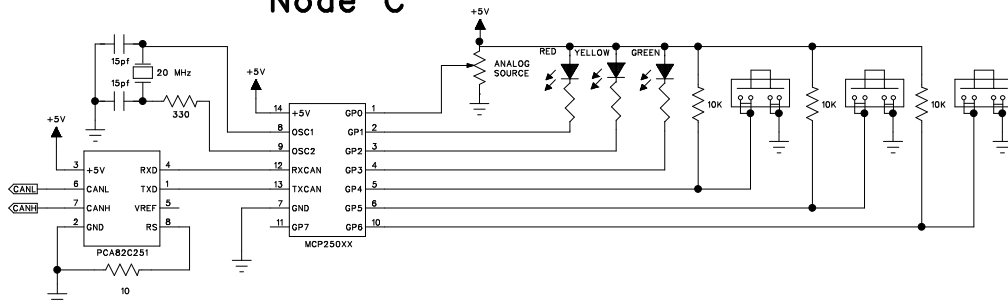 Node C
+5V
15pf
20 MHz
15pf
330
+5V
+5V
RED
YELLOW
GREEN
ANALOG
SOURCE
10K
10K
10K
14 +5V GP0 1
8 OSC1 GP1 2
9 OSC2 GP2 3
12 RXCAN GP3 4
13 TXCAN GP4 5
7 GND GP5 6
11 GP7 GP6 10
MCP250XX
3 +5V RXD 4
CANL 6 CANL TXD 1
CANH 7 CANH VREF 5
2 GND RS 8
PCA82C251
10